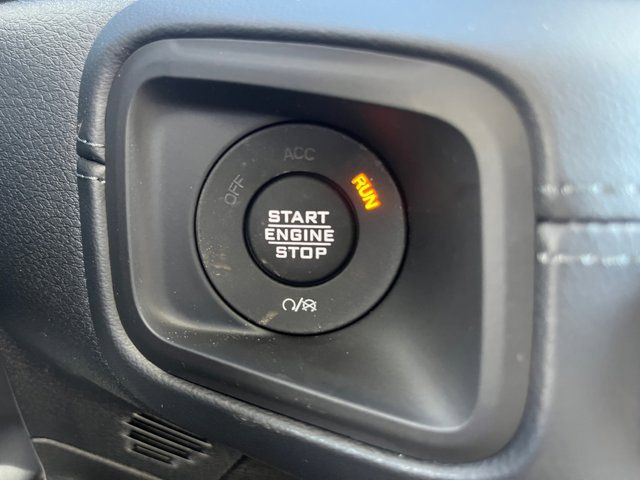 ACC
OFF
RUN
START
ENGINE
STOP